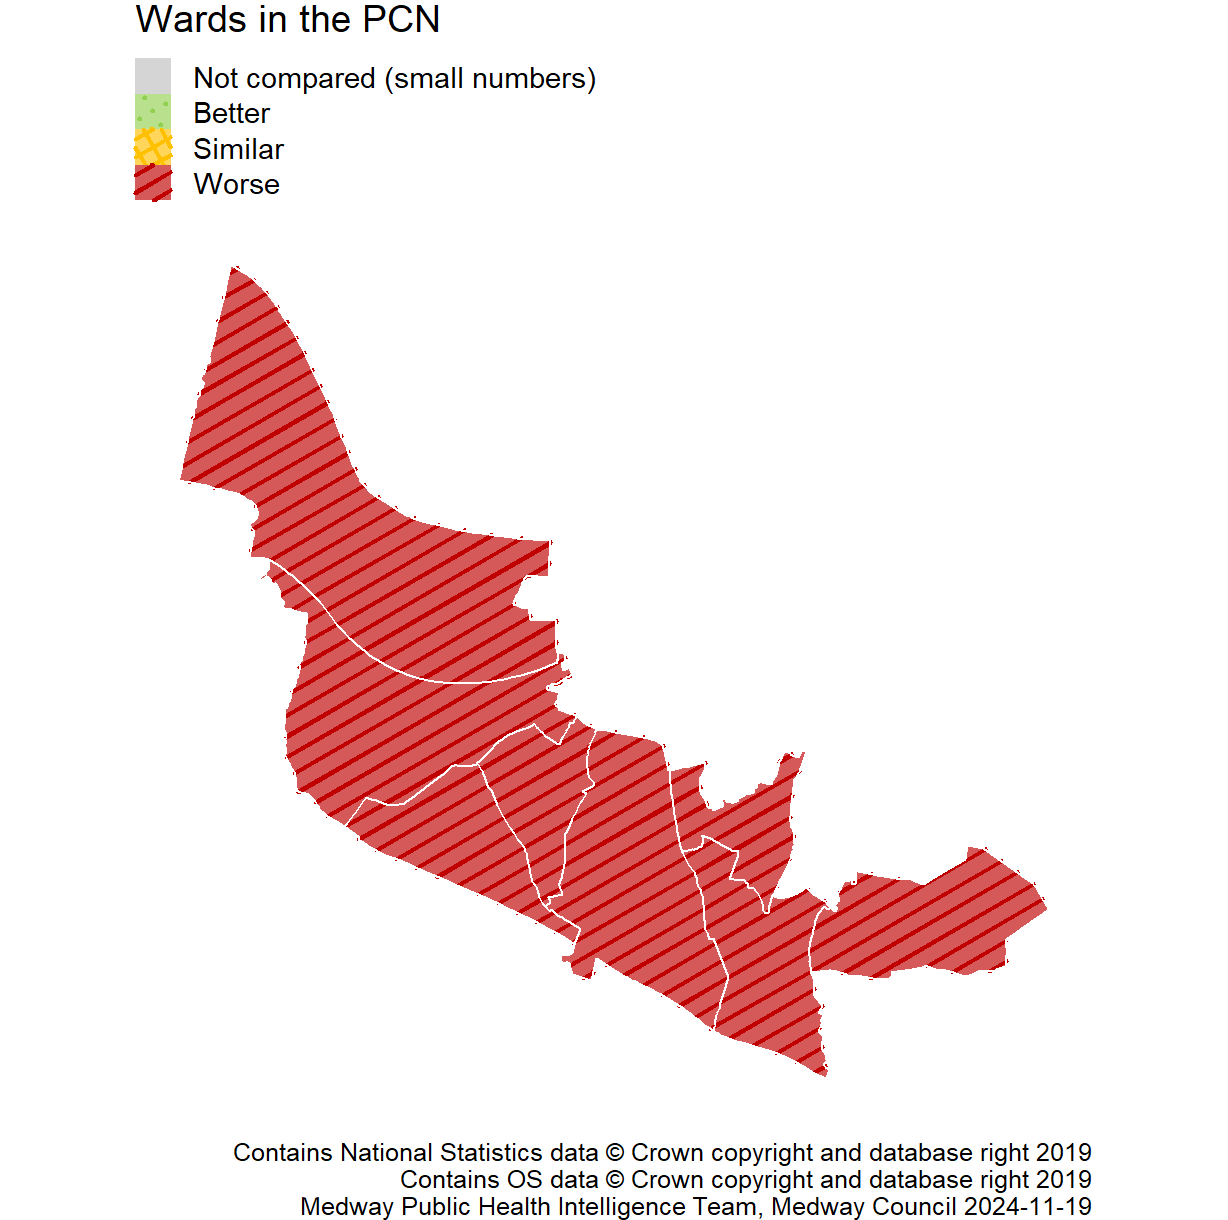 Wards in the PCN
Not compared (small numbers)
Better
Similar
Worse
Contains National Statistics data © Crown copyright and database right 2019
Contains OS data © Crown copyright and database right 2019
Medway Public Health Intelligence Team, Medway Council 2024-11-19